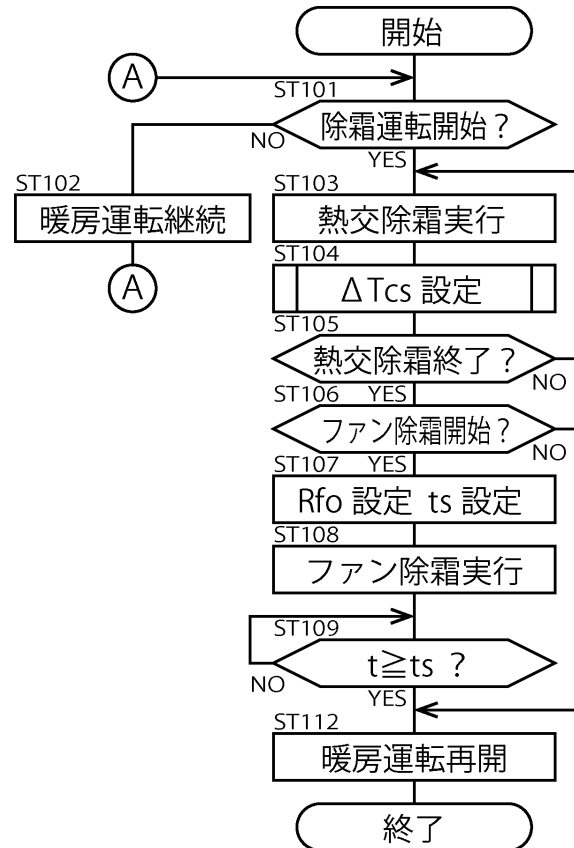 開始
A
ST101
除霜運転開始？
NO
YES
ST102
暖房運転継続
A
ST103
熱交除霜実行
ST104
ΔTcs 設定
ST105
熱交除霜終了？
NO
YES
ST106
ファン除霜開始？
NO
YES
ST107
Rfo 設定 ts 設定
ST108
ファン除霜実行
ST109
t≧ts ？
NO
YES
ST112
暖房運転再開
終了